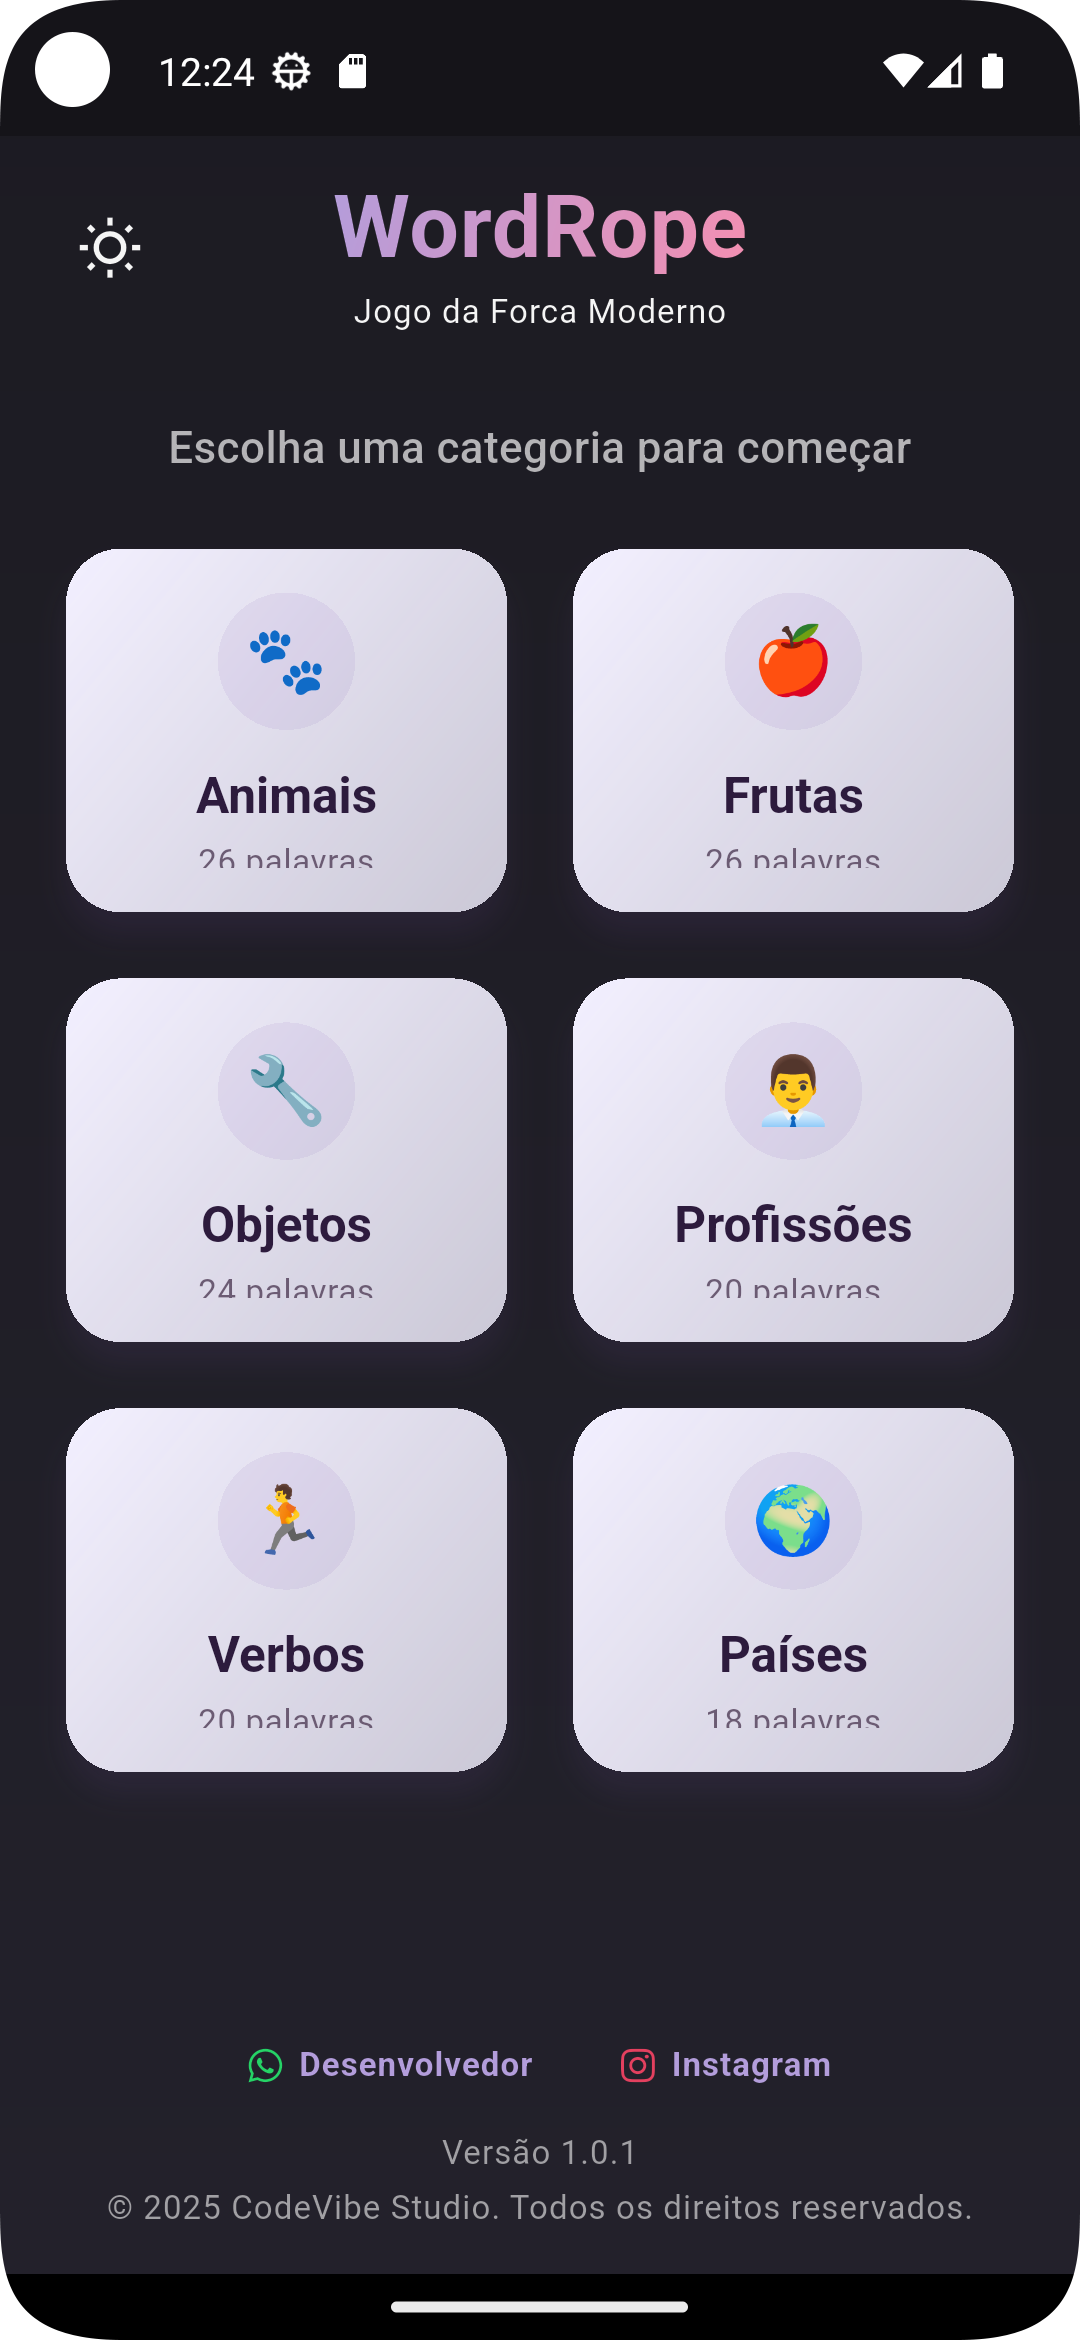 12:24
WordRope
Jogo da Forca Moderno
Escolha uma categoria para começar
Animais
26 palavras
Frutas
26 palavras
Objetos
24 palavras
Profissões
20 palavras
Verbos
20 palavras
Países
18 palavras
Desenvolvedor
Instagram
Versão 1.0.1
© 2025 CodeVibe Studio. Todos os direitos reservados.